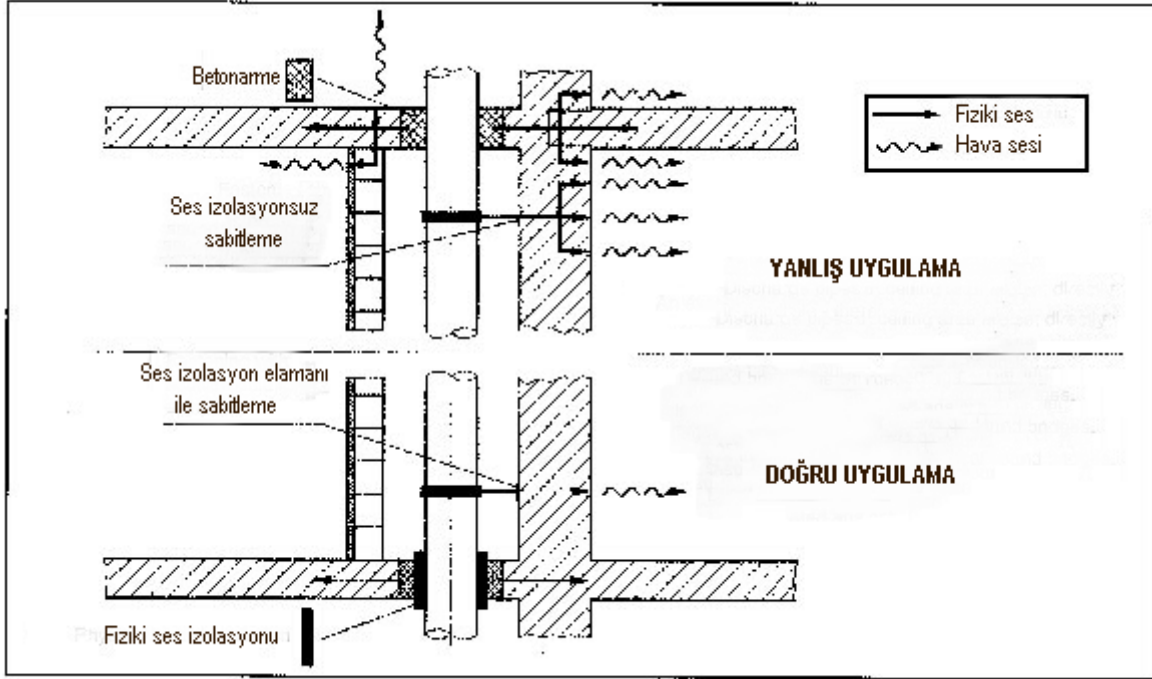 Betonarme
Fiziki ses
Hava sesi
Ses izolasyonsuz
sabitleme
YANLIŞ UYGULAMA
Ses izolasyon elamanı
ile sabitleme
DOĞRU UYGULAMA
Fiziki ses izolasyonu